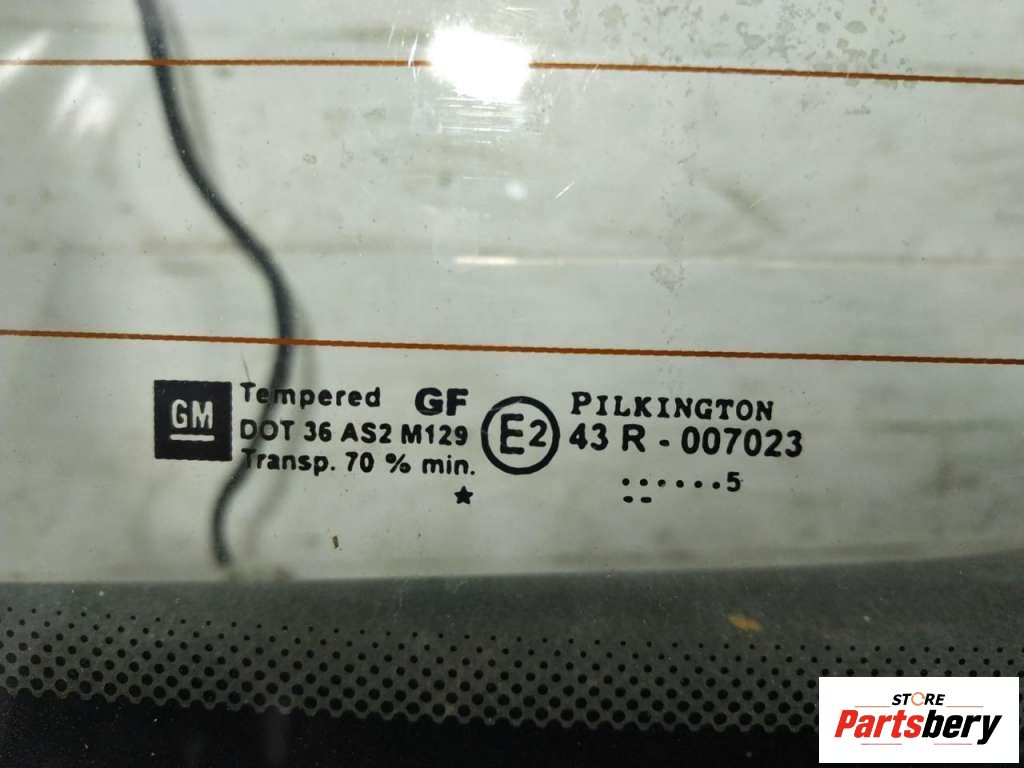 GM
Tempered GF
DOT 36 AS2 M129
Transp. 70 % min.
E2
PILKINGTON
43 R - 007023
.......5
STORE
Partsbery